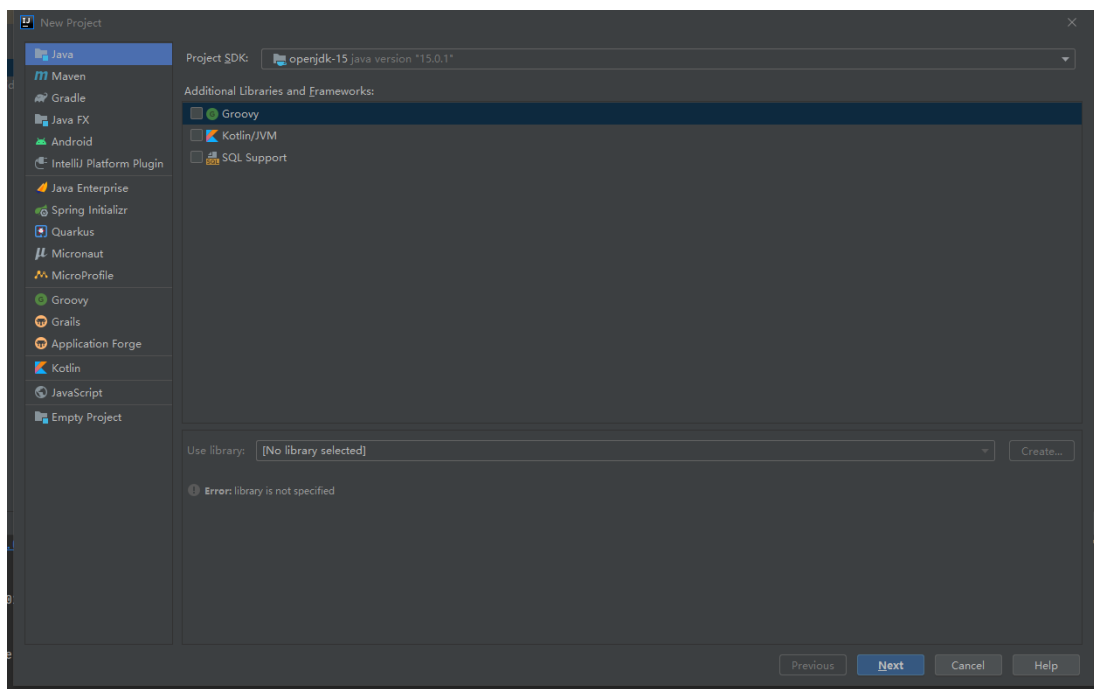 New Project
Java
Maven
Gradle
Java FX
Android
IntelliJ Platform Plugin
Java Enterprise
Spring Initializr
Quarkus
Micronaut
MicroProfile
Groovy
Grails
Application Forge
Kotlin
JavaScript
Empty Project
Project SDK: openjdk-15 java version "15.0.1"
Additional Libraries and Frameworks:
Groovy
Kotlin/JVM
SQL Support
Use library: [No library selected] Create...
Error: library is not specified
Previous Next Cancel Help